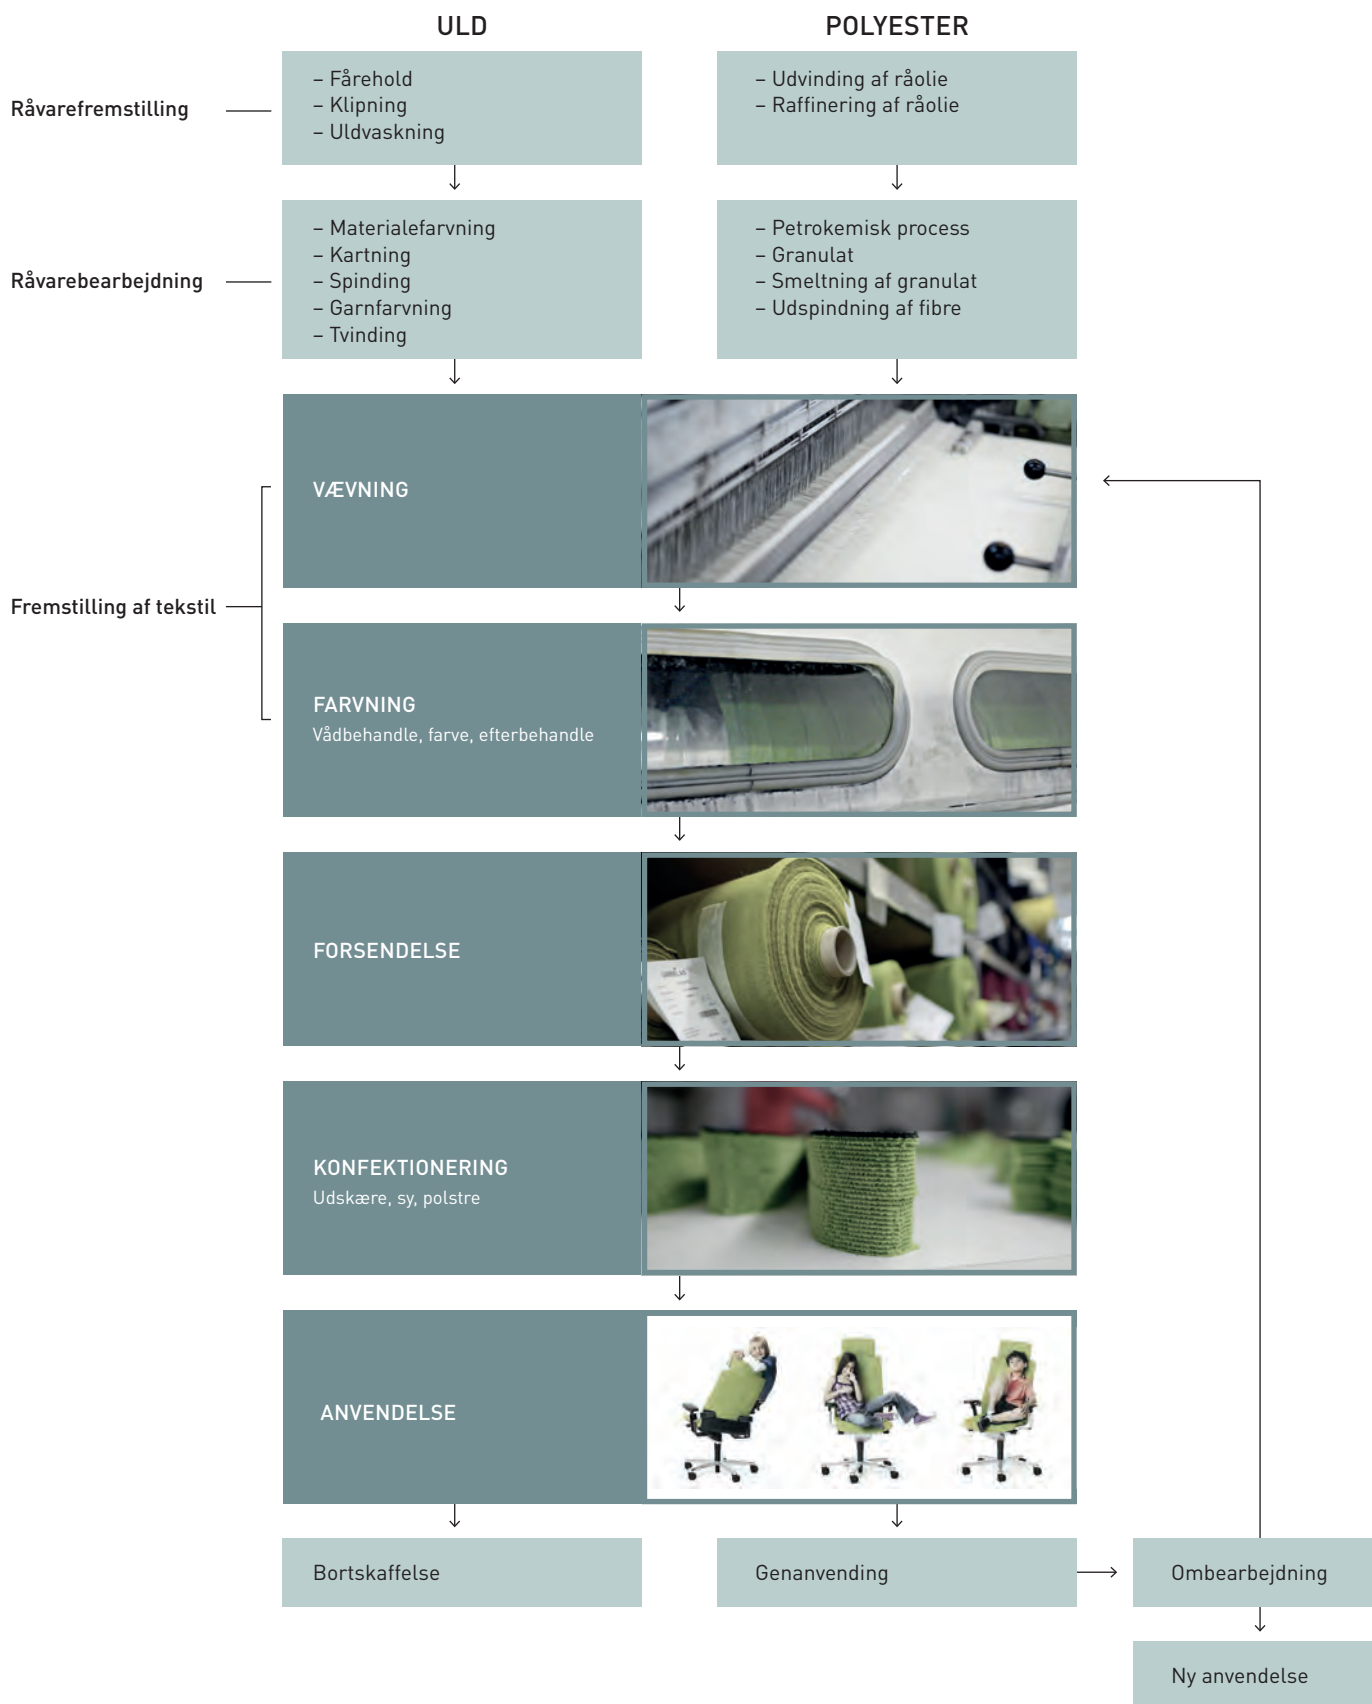 ULD
POLYESTER
Råvarefremstilling
– Fårehold
– Klipning
– Uldvaskning
– Udvinding af råolie
– Raffinering af råolie
Råvarebearbejdning
– Materialefarvning
– Kartning
– Spinding
– Garnfarvning
– Tvinding
– Petrokemisk process
– Granulat
– Smeltning af granulat
– Udspindning af fibre
Fremstilling af tekstil
VÆVNING
FARVNING
Vådbehandle, farve, efterbehandle
FORSENDELSE
KONFEKTIONERING
Udskære, sy, polstre
ANVENDELSE
Bortskaffelse
Genanvending
Ombearbejdning
Ny anvendelse